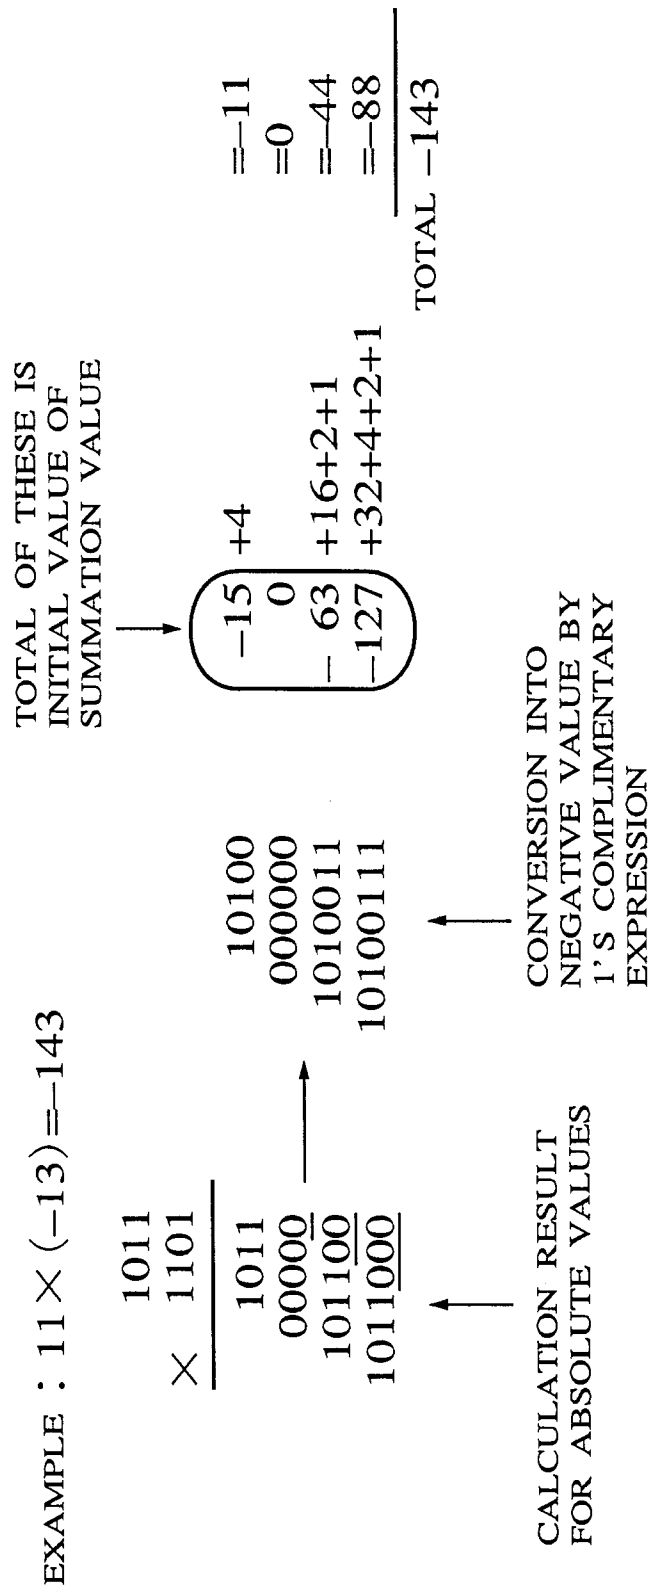 EXAMPLE : 11 × (−13)=−143
1011
× 1101
1011
00000
101100
1011000
CALCULATION RESULT
FOR ABSOLUTE VALUES
10100
000000
1010011
10100111
CONVERSION INTO
NEGATIVE VALUE BY
1'S COMPLIMENTARY
EXPRESSION
TOTAL OF THESE IS
INITIAL VALUE OF
SUMMATION VALUE
−15 +4 =−11
0 =0
− 63 +16+2+1 =−44
−127 +32+4+2+1 =−88
TOTAL −143